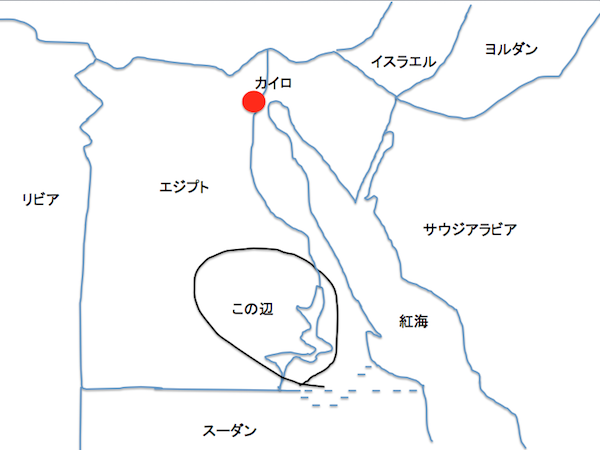 ヨルダン
イスラエル
カイロ
エジプト
リビア
サウジアラビア
この辺
紅海
スーダン